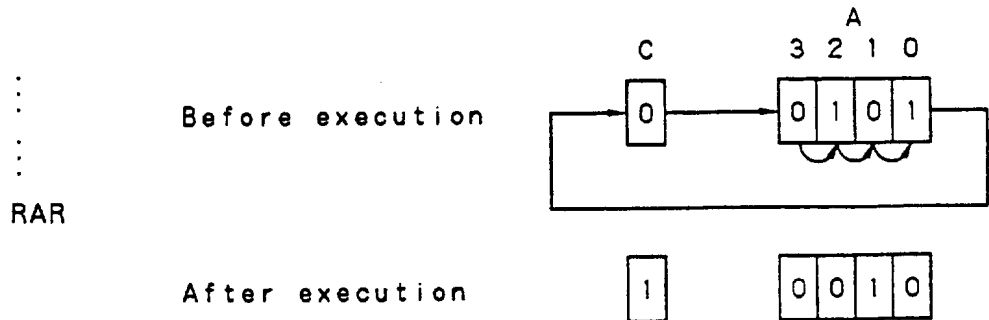 A
C 3 2 1 0
Before execution 0 0 1 0 1
RAR
After execution 1 0 0 1 0